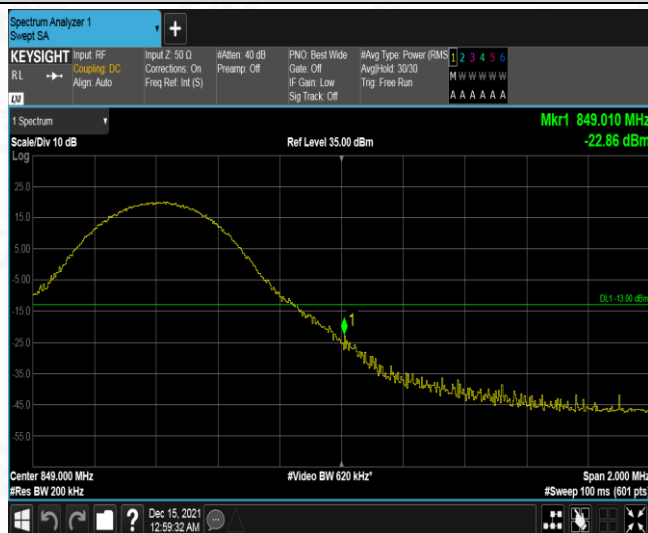 Spectrum Analyzer 1
Swept SA
+
KEYSIGHT
RL
LXI
Input: RF
Coupling: DC
Align: Auto
Input Z: 50 Ω
Corrections: On
Freq Ref: Int (S)
#Atten: 40 dB
Preamp: Off
PNO: Best Wide
Gate: Off
IF Gain: Low
Sig Track: Off
#Avg Type: Power (RMS
Avg|Hold: 30/30
Trig: Free Run
1 2 3 4 5 6
M W W W W W
A A A A A A
1 Spectrum
Scale/Div 10 dB
Ref Level 35.00 dBm
Mkr1 849.010 MHz
-22.86 dBm
Log
25.0
15.0
5.00
-5.00
DL1 -13.00 dBm
-15.0
1
-25.0
-35.0
-45.0
-55.0
Center 849.000 MHz
#Video BW 620 kHz*
Span 2.000 MHz
#Res BW 200 kHz
#Sweep 100 ms (601 pts)
?
Dec 15, 2021
12:59:32 AM